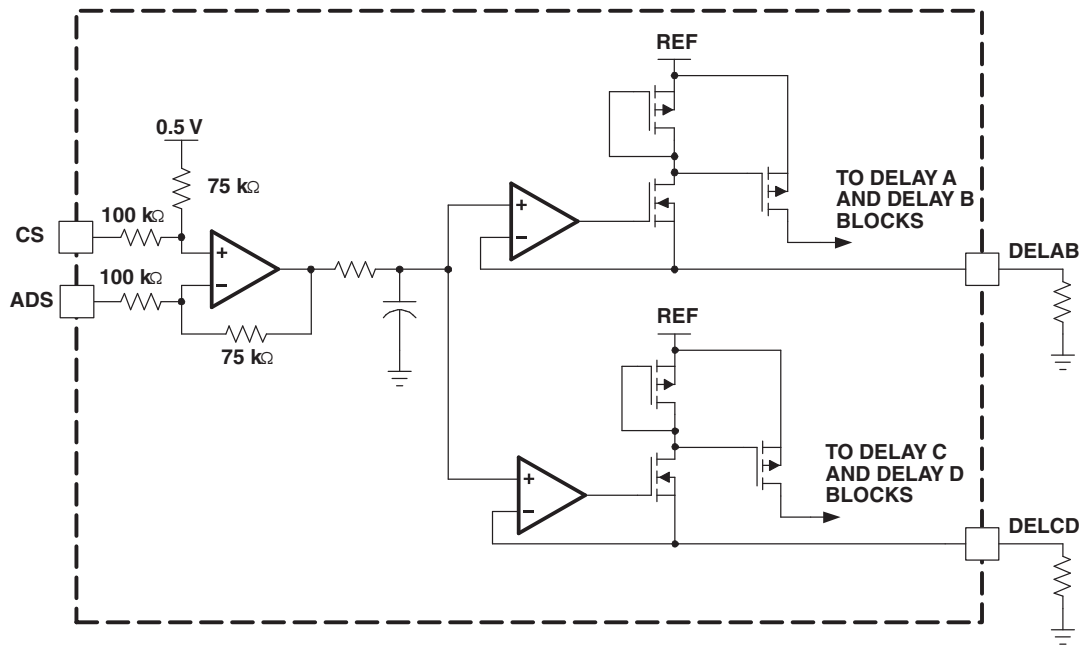 REF
0.5 V
75 kΩ
100 kΩ
CS
+
−
100 kΩ
ADS
75 kΩ
+
−
TO DELAY A
AND DELAY B
BLOCKS
DELAB
REF
+
−
TO DELAY C
AND DELAY D
BLOCKS
DELCD